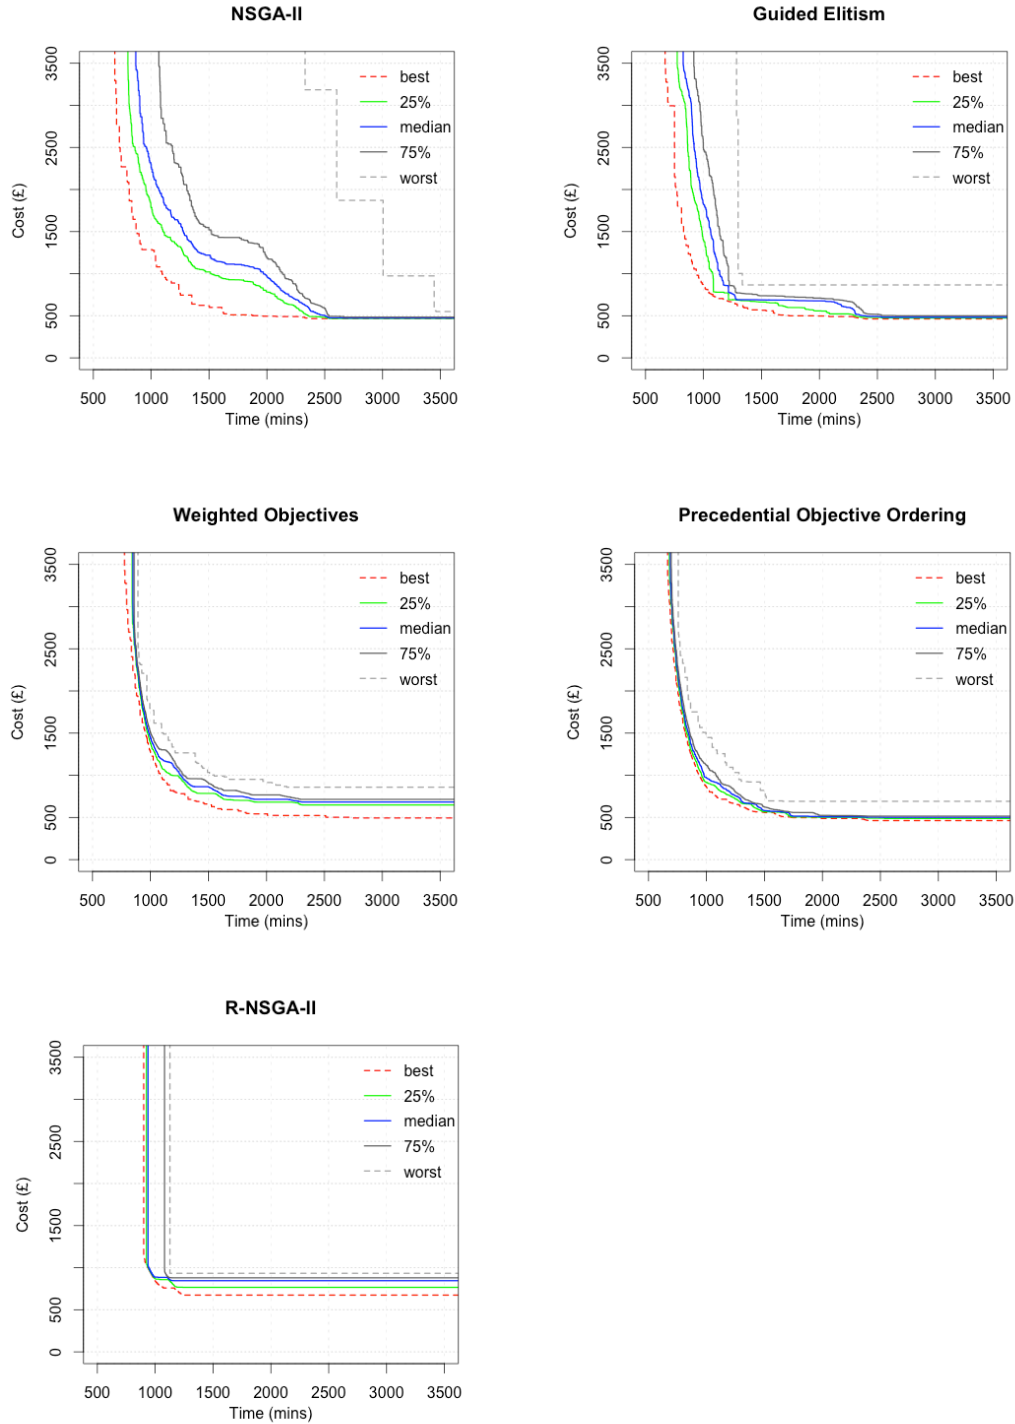 NSGA-II
Cost (£)
3500
2500
1500
500
0
best
25%
median
75%
worst
500 1000 1500 2000 2500 3000 3500
Time (mins)
Guided Elitism
Cost (£)
3500
2500
1500
500
0
best
25%
median
75%
worst
500 1000 1500 2000 2500 3000 3500
Time (mins)
Weighted Objectives
Cost (£)
3500
2500
1500
500
0
best
25%
median
75%
worst
500 1000 1500 2000 2500 3000 3500
Time (mins)
Precedential Objective Ordering
Cost (£)
3500
2500
1500
500
0
best
25%
median
75%
worst
500 1000 1500 2000 2500 3000 3500
Time (mins)
R-NSGA-II
Cost (£)
3500
2500
1500
500
0
best
25%
median
75%
worst
500 1000 1500 2000 2500 3000 3500
Time (mins)